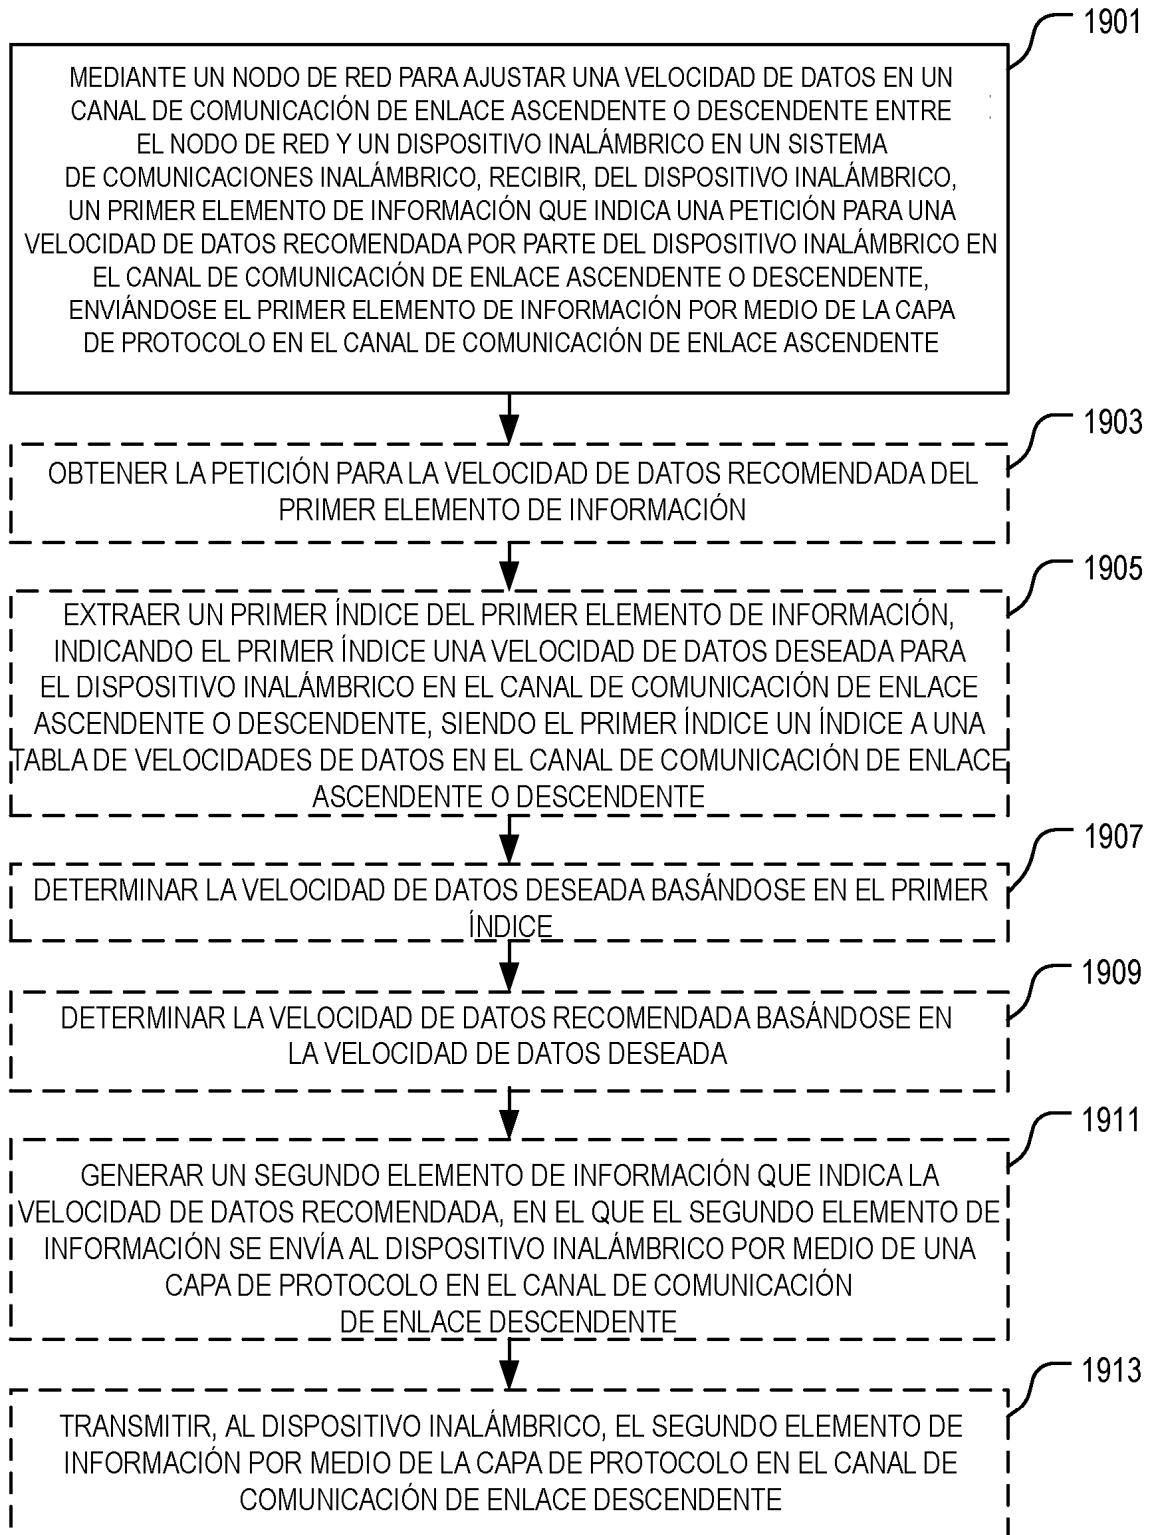 1901
MEDIANTE UN NODO DE RED PARA AJUSTAR UNA VELOCIDAD DE DATOS EN UN
CANAL DE COMUNICACIÓN DE ENLACE ASCENDENTE O DESCENDENTE ENTRE
EL NODO DE RED Y UN DISPOSITIVO INALÁMBRICO EN UN SISTEMA
DE COMUNICACIONES INALÁMBRICO, RECIBIR, DEL DISPOSITIVO INALÁMBRICO,
UN PRIMER ELEMENTO DE INFORMACIÓN QUE INDICA UNA PETICIÓN PARA UNA
VELOCIDAD DE DATOS RECOMENDADA POR PARTE DEL DISPOSITIVO INALÁMBRICO EN
EL CANAL DE COMUNICACIÓN DE ENLACE ASCENDENTE O DESCENDENTE,
ENVIÁNDOSE EL PRIMER ELEMENTO DE INFORMACIÓN POR MEDIO DE LA CAPA
DE PROTOCOLO EN EL CANAL DE COMUNICACIÓN DE ENLACE ASCENDENTE
1903
OBTENER LA PETICIÓN PARA LA VELOCIDAD DE DATOS RECOMENDADA DEL
PRIMER ELEMENTO DE INFORMACIÓN
1905
EXTRAER UN PRIMER ÍNDICE DEL PRIMER ELEMENTO DE INFORMACIÓN,
INDICANDO EL PRIMER ÍNDICE UNA VELOCIDAD DE DATOS DESEADA PARA
EL DISPOSITIVO INALÁMBRICO EN EL CANAL DE COMUNICACIÓN DE ENLACE
ASCENDENTE O DESCENDENTE, SIENDO EL PRIMER ÍNDICE UN ÍNDICE A UNA
TABLA DE VELOCIDADES DE DATOS EN EL CANAL DE COMUNICACIÓN DE ENLACE
ASCENDENTE O DESCENDENTE
1907
DETERMINAR LA VELOCIDAD DE DATOS DESEADA BASÁNDOSE EN EL PRIMER
ÍNDICE
1909
DETERMINAR LA VELOCIDAD DE DATOS RECOMENDADA BASÁNDOSE EN
LA VELOCIDAD DE DATOS DESEADA
1911
GENERAR UN SEGUNDO ELEMENTO DE INFORMACIÓN QUE INDICA LA
VELOCIDAD DE DATOS RECOMENDADA, EN EL QUE EL SEGUNDO ELEMENTO DE
INFORMACIÓN SE ENVÍA AL DISPOSITIVO INALÁMBRICO POR MEDIO DE UNA
CAPA DE PROTOCOLO EN EL CANAL DE COMUNICACIÓN
DE ENLACE DESCENDENTE
1913
TRANSMITIR, AL DISPOSITIVO INALÁMBRICO, EL SEGUNDO ELEMENTO DE
INFORMACIÓN POR MEDIO DE LA CAPA DE PROTOCOLO EN EL CANAL DE
COMUNICACIÓN DE ENLACE DESCENDENTE